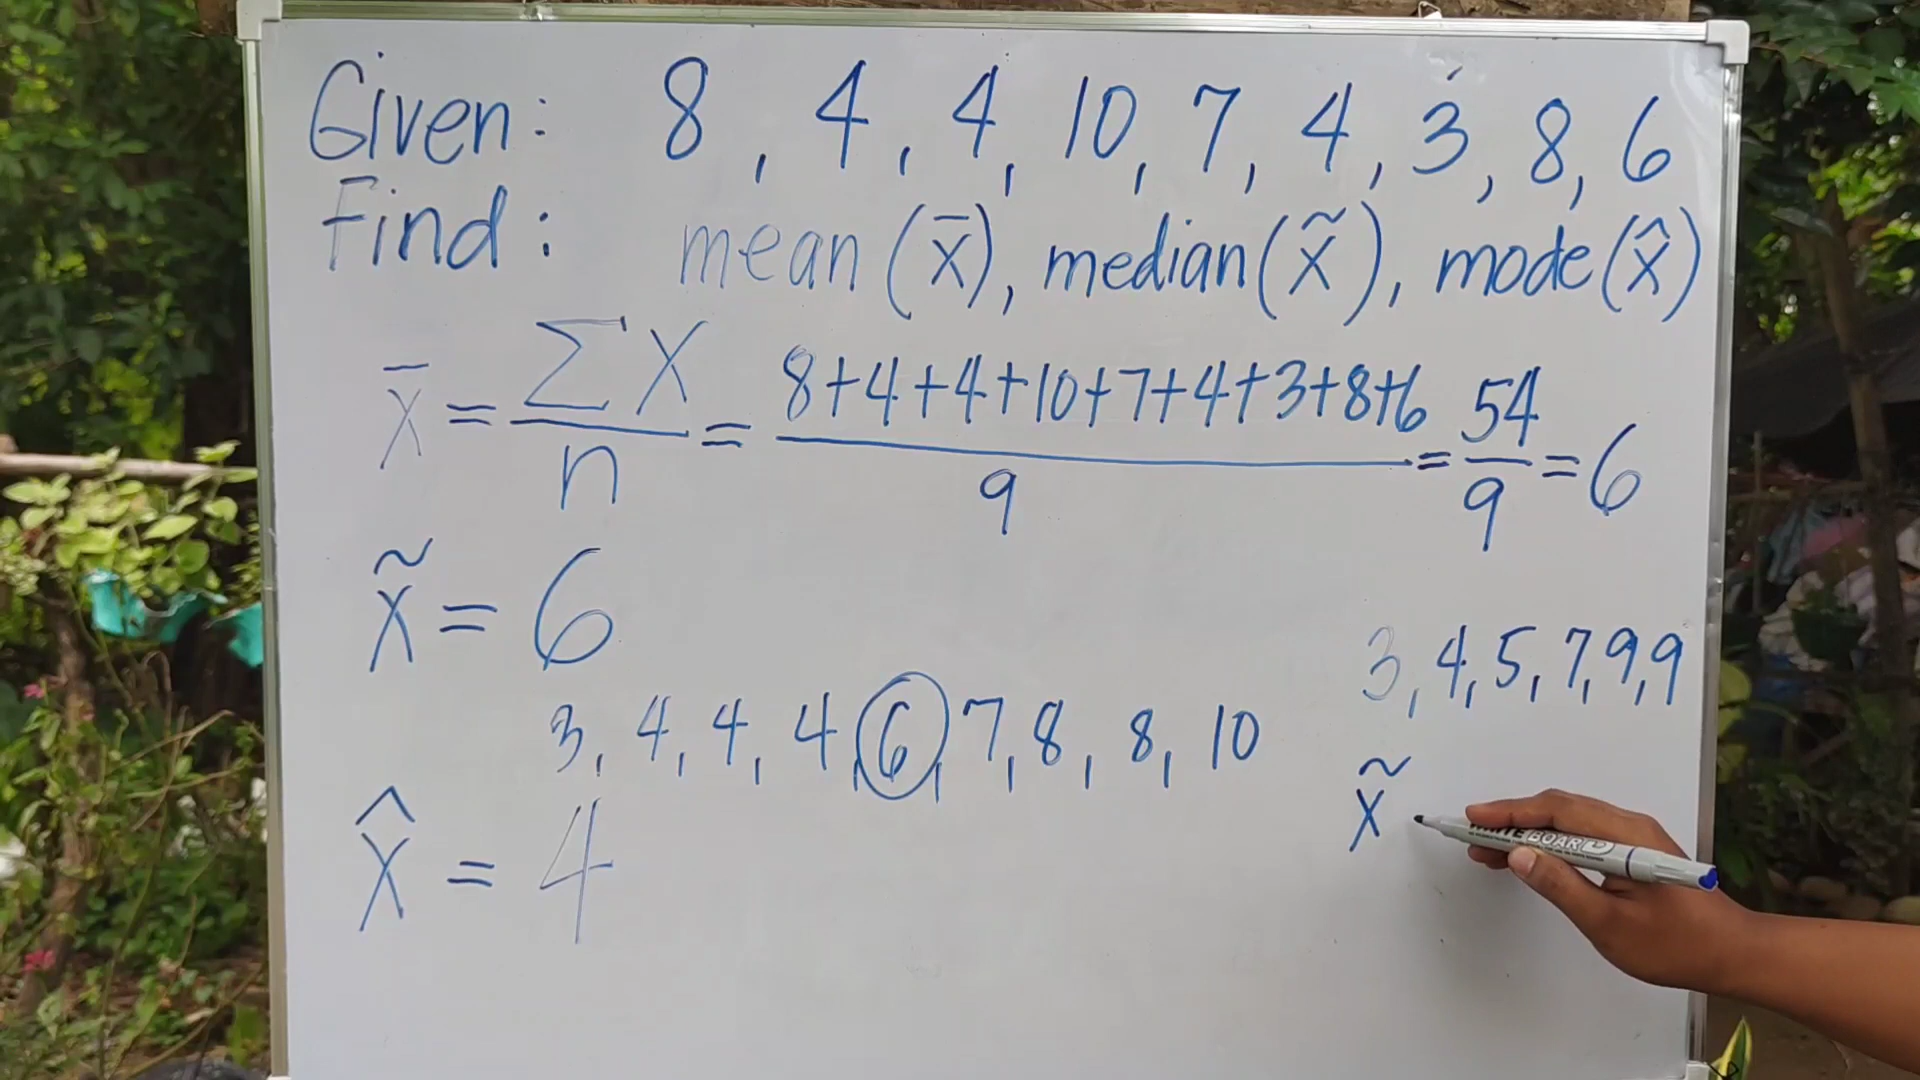 Given: 8, 4, 4, 10, 7, 4, 3, 8, 6
Find: mean (x̄), median (x̃), mode (x̂)
x̄ = ΣX/n = 8+4+4+10+7+4+3+8+6/9 = 54/9 = 6
x̃ = 6
3, 4, 4, 4, 6, 7, 8, 8, 10
x̂ = 4
3, 4, 5, 7, 9, 9
x̃
WHITE BOARD